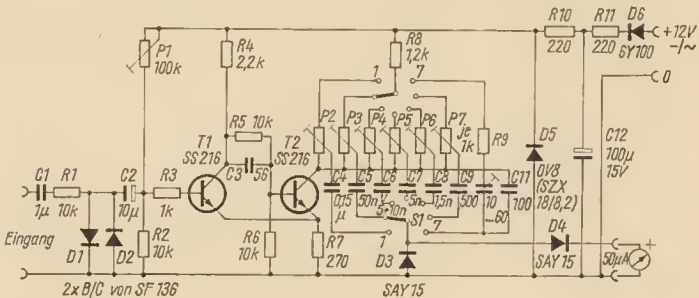 P1
100k
R4
2,2k
R8
1,2k
R10
220
R11
220
D6
GY100
+12V
-/~
0
1
7
R5 10k
P2
P3
P4
P5
P6
P7
je
1k
R9
T1
SS216
C3
56
T2
SS216
D5
0V8
(SZX
18/8,2)
C12
100µ
15V
C1
1µ
R1
10k
C2
10µ
R3
1k
C4
0,15
µ
C5
50n
C6
5+10n
C7
5n
C8
1,5n
C9
500
10
...60
C11
100
Eingang
D1
D2
R2
10k
R6
10k
R7
270
1
S1
7
D3
D4
SAY 15
50µA
+
2x B/C von SF 136
SAY 15